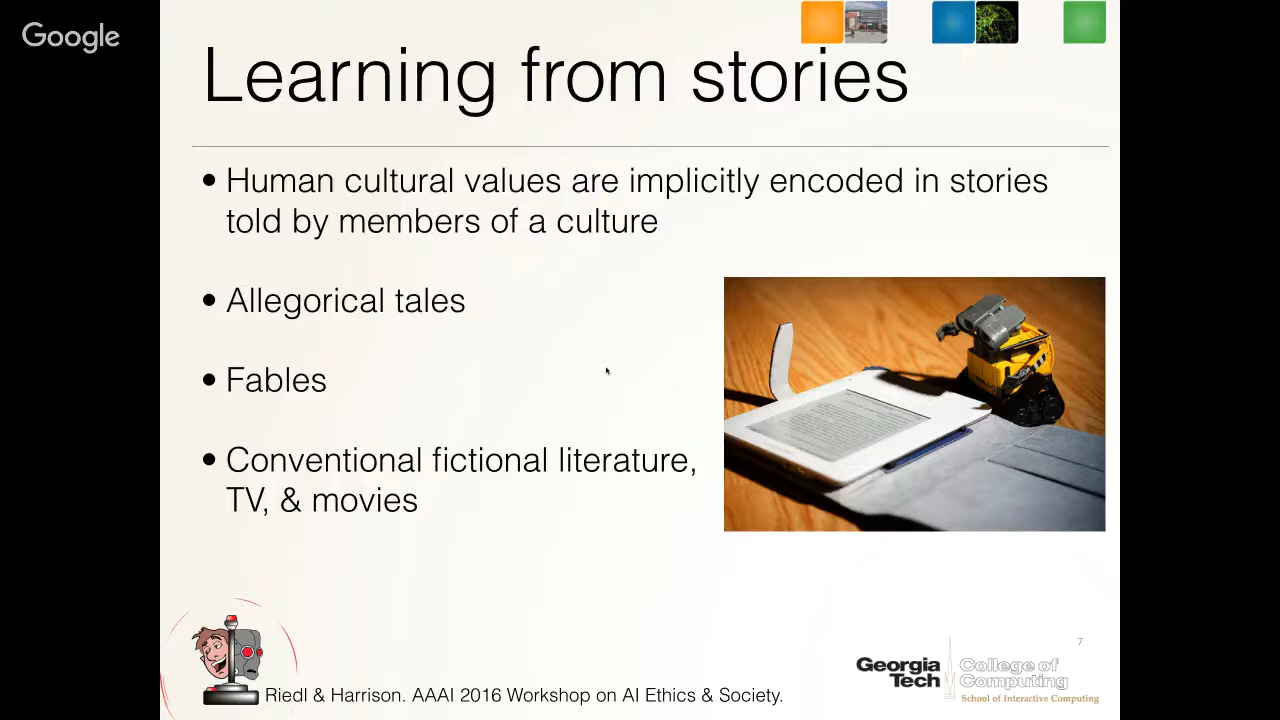 Google
Learning from stories
• Human cultural values are implicitly encoded in stories
told by members of a culture
• Allegorical tales
• Fables
• Conventional fictional literature,
TV, & movies
7
Georgia
Tech
College of
Computing
School of Interactive Computing
Riedl & Harrison. AAAI 2016 Workshop on AI Ethics & Society.